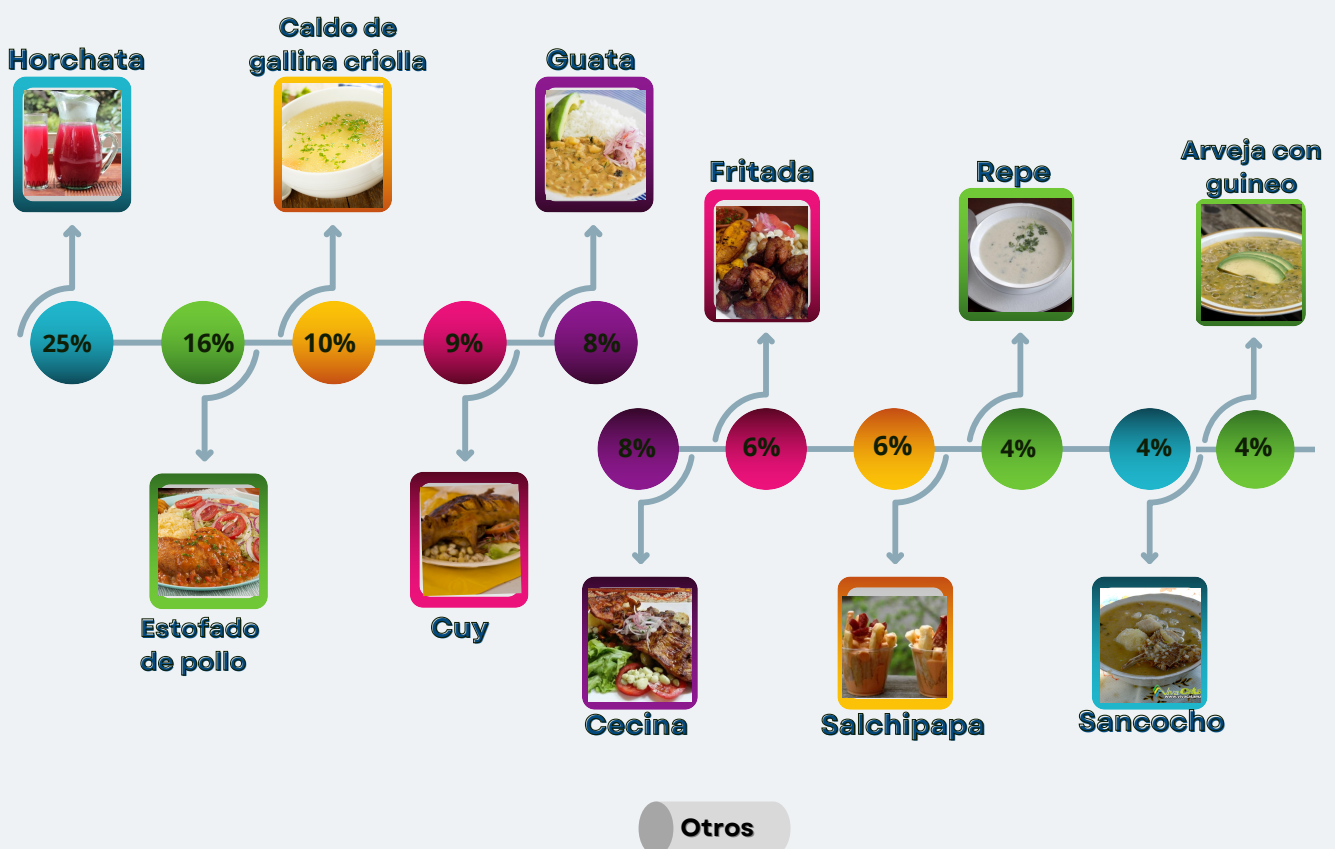 Horchata
Caldo de
gallina criolla
Guata
Fritada
Repe
Arveja con
guineo
25%
16%
10%
9%
8%
8%
6%
6%
4%
4%
4%
Estofado
de pollo
Cuy
Cecina
Salchipapa
Sancocho
Otros